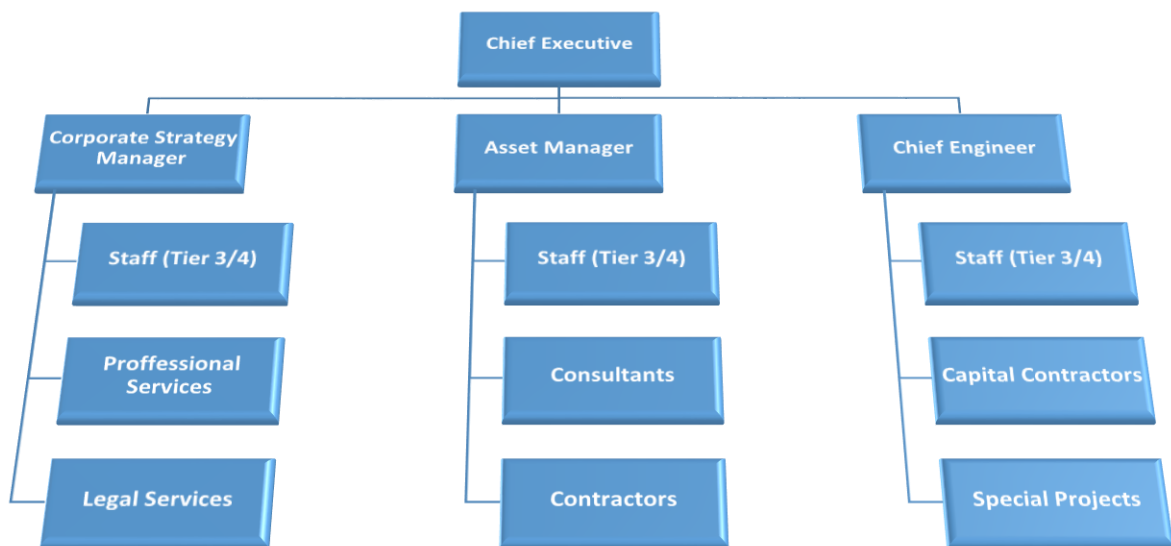 Chief Executive
Corporate Strategy
Manager
Asset Manager
Chief Engineer
Staff (Tier 3/4)
Staff (Tier 3/4)
Staff (Tier 3/4)
Proffessional
Services
Consultants
Capital Contractors
Legal Services
Contractors
Special Projects